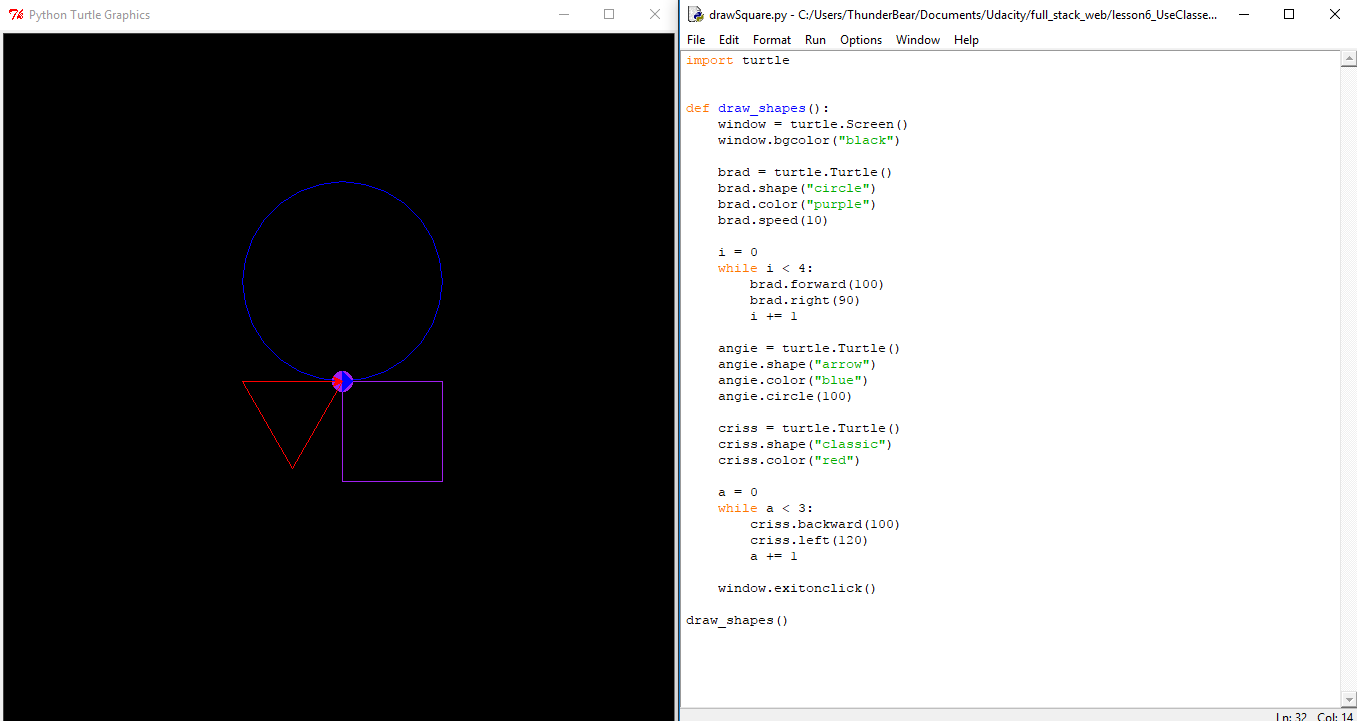 Python Turtle Graphics
drawSquare.py - C:/Users/ThunderBear/Documents/Udacity/full_stack_web/lesson6_UseClasse...
File Edit Format Run Options Window Help
import turtle
def draw_shapes():
    window = turtle.Screen()
    window.bgcolor("black")
    brad = turtle.Turtle()
    brad.shape("circle")
    brad.color("purple")
    brad.speed(10)
    i = 0
    while i < 4:
        brad.forward(100)
        brad.right(90)
        i += 1
    angie = turtle.Turtle()
    angie.shape("arrow")
    angie.color("blue")
    angie.circle(100)
    criss = turtle.Turtle()
    criss.shape("classic")
    criss.color("red")
    a = 0
    while a < 3:
        criss.backward(100)
        criss.left(120)
        a += 1
    window.exitonclick()
draw_shapes()
Ln: 32 Col: 14